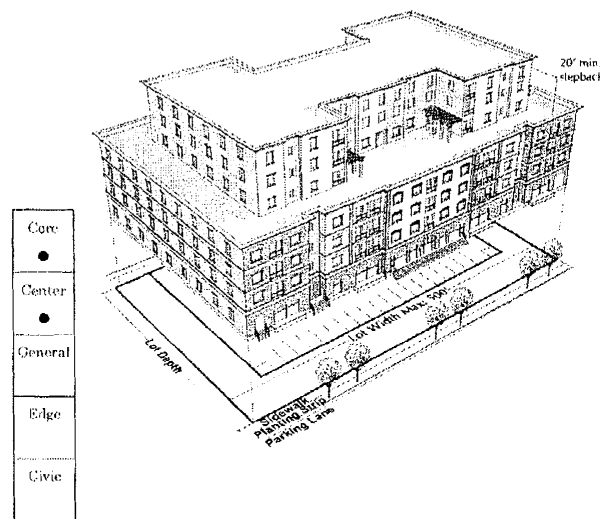 20' min.
stepback
Core
Center
General
Edge
Civic
Lot Depth
Lot Width Max. 500'
Sidewalk
Planting Strip
Parking Lane